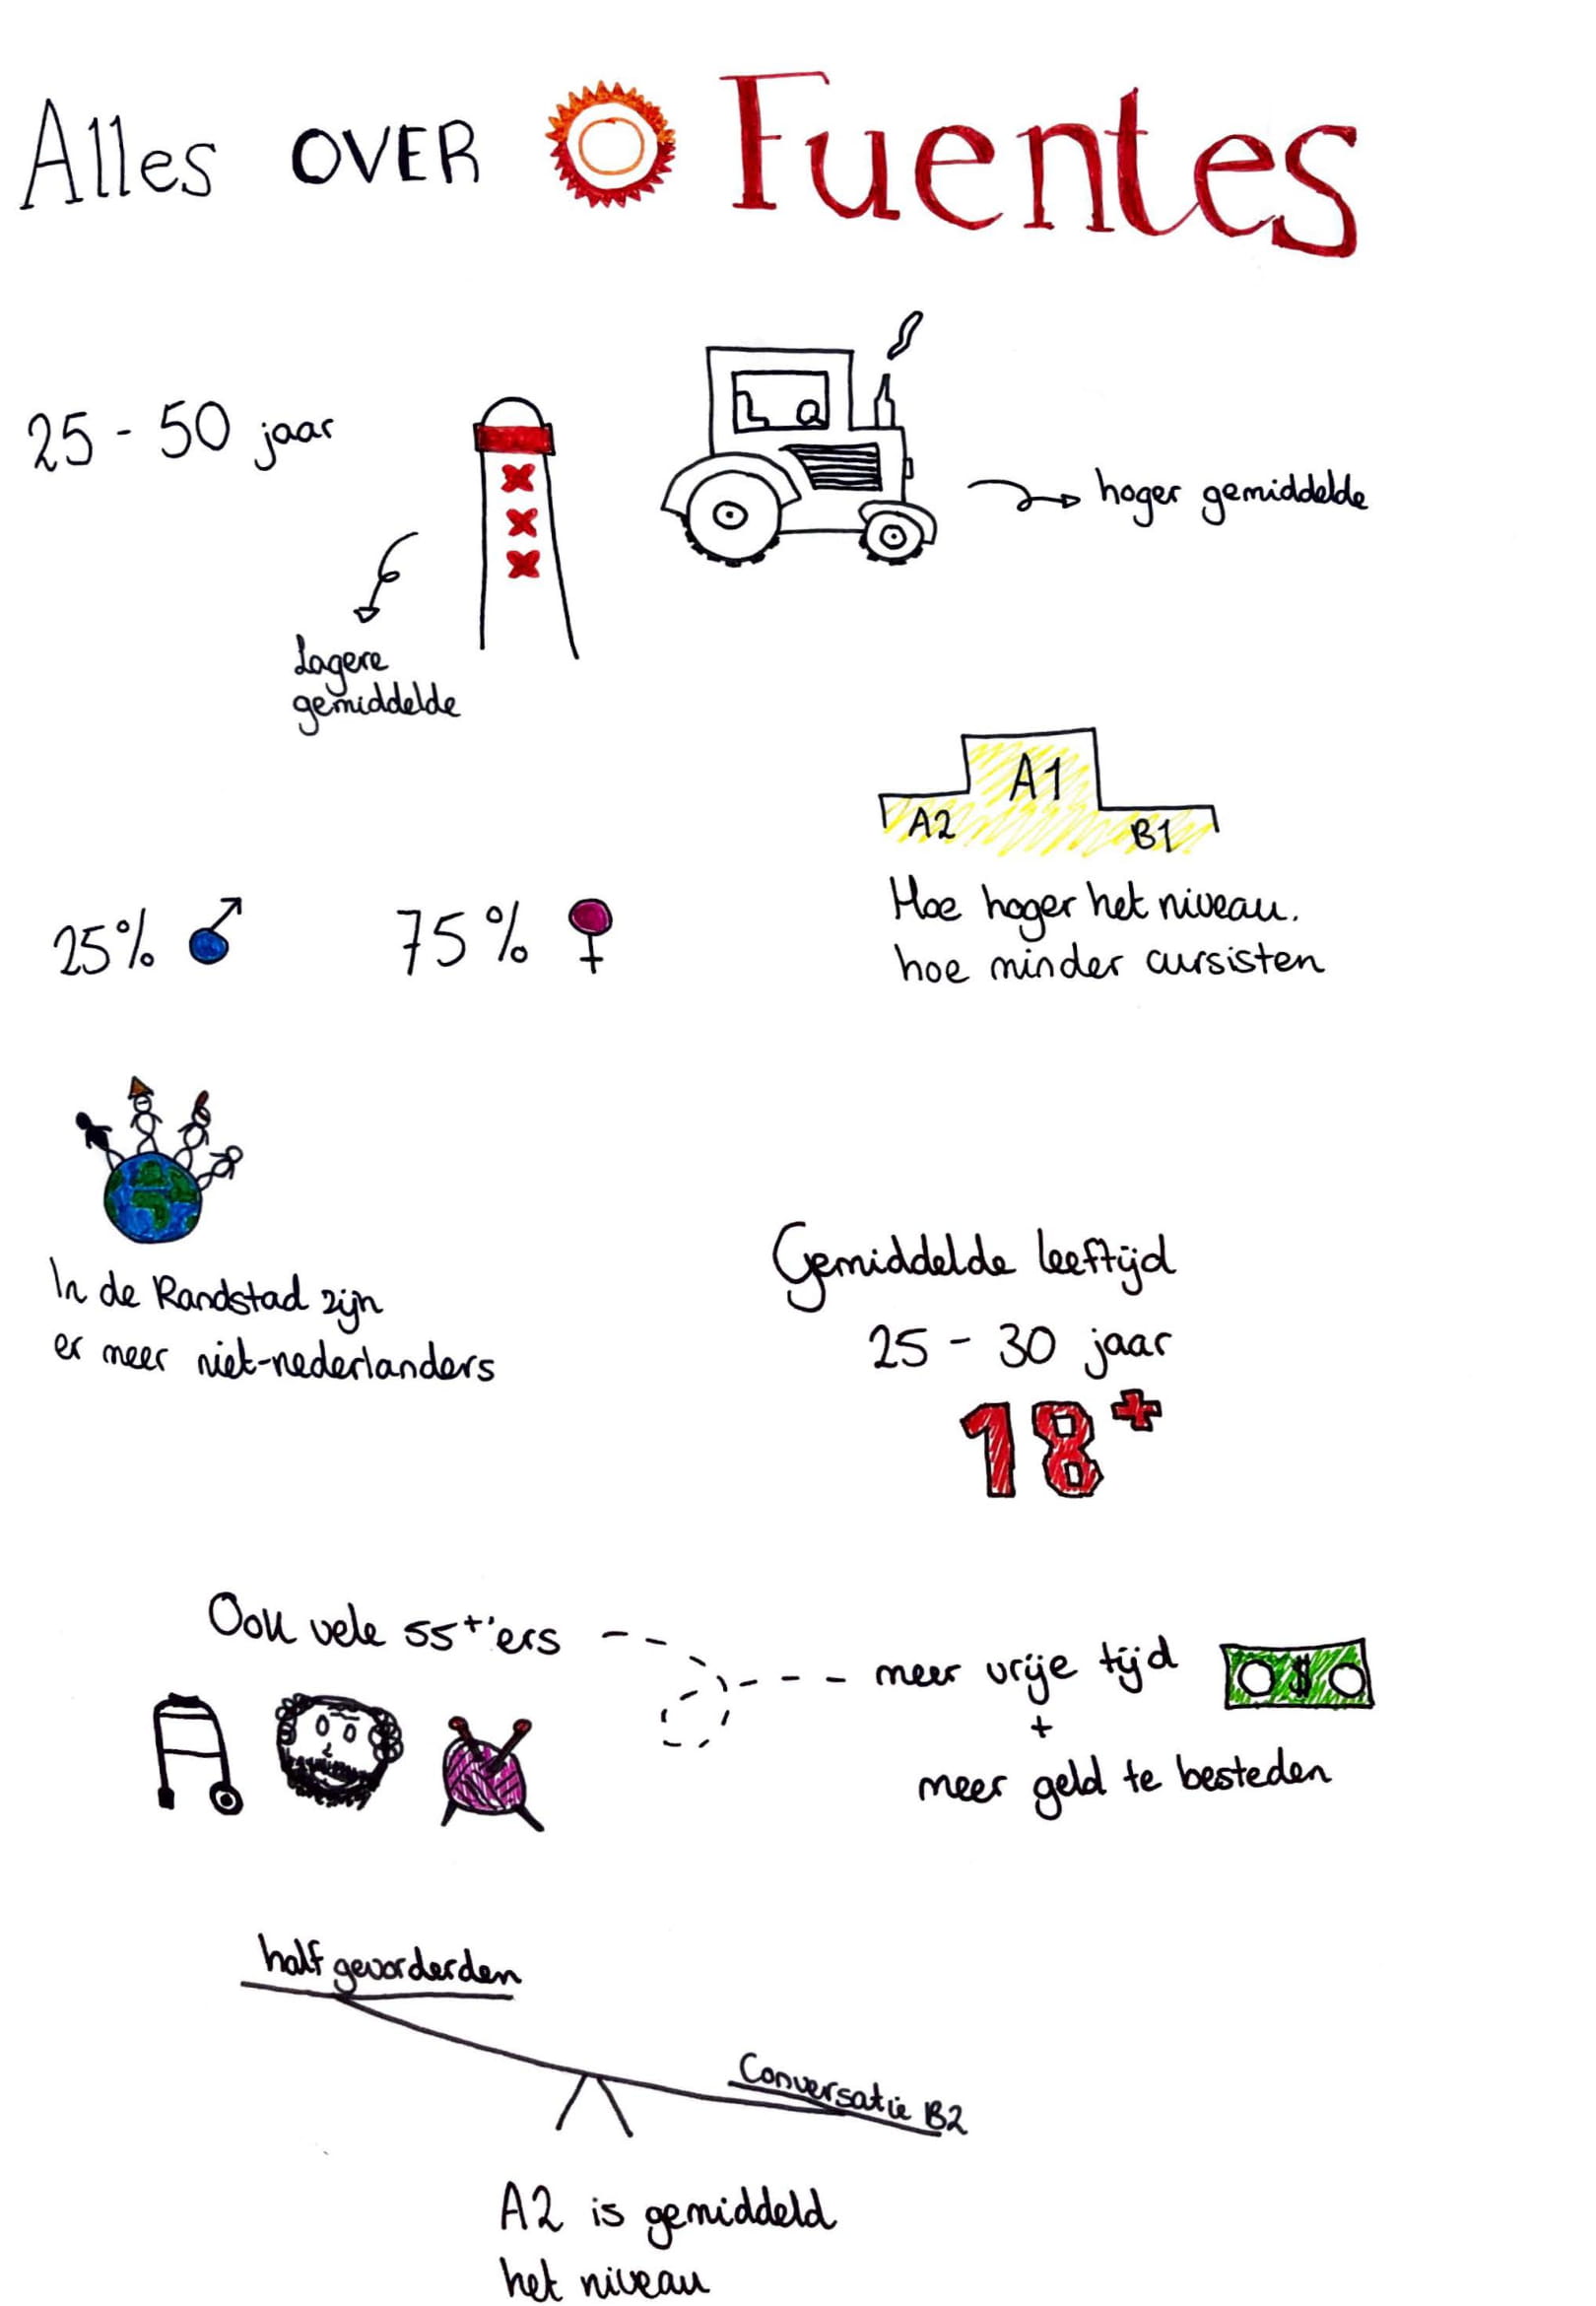 Alles OVER Fuentes
25 - 50 jaar
hoger gemiddelde
Lagere
gemiddelde
A1
A2
B1
Hoe hoger het niveau.
hoe minder cursisten
25% 75%
In de Randstad zijn
er meer niet-nederlanders
Gemiddelde leeftijd
25 - 30 jaar
18+
Ook vele 55+'ers
meer vrije tijd
$
+
meer geld te besteden
half gevorderden
Conversatie B2
A2 is gemiddeld
het niveau